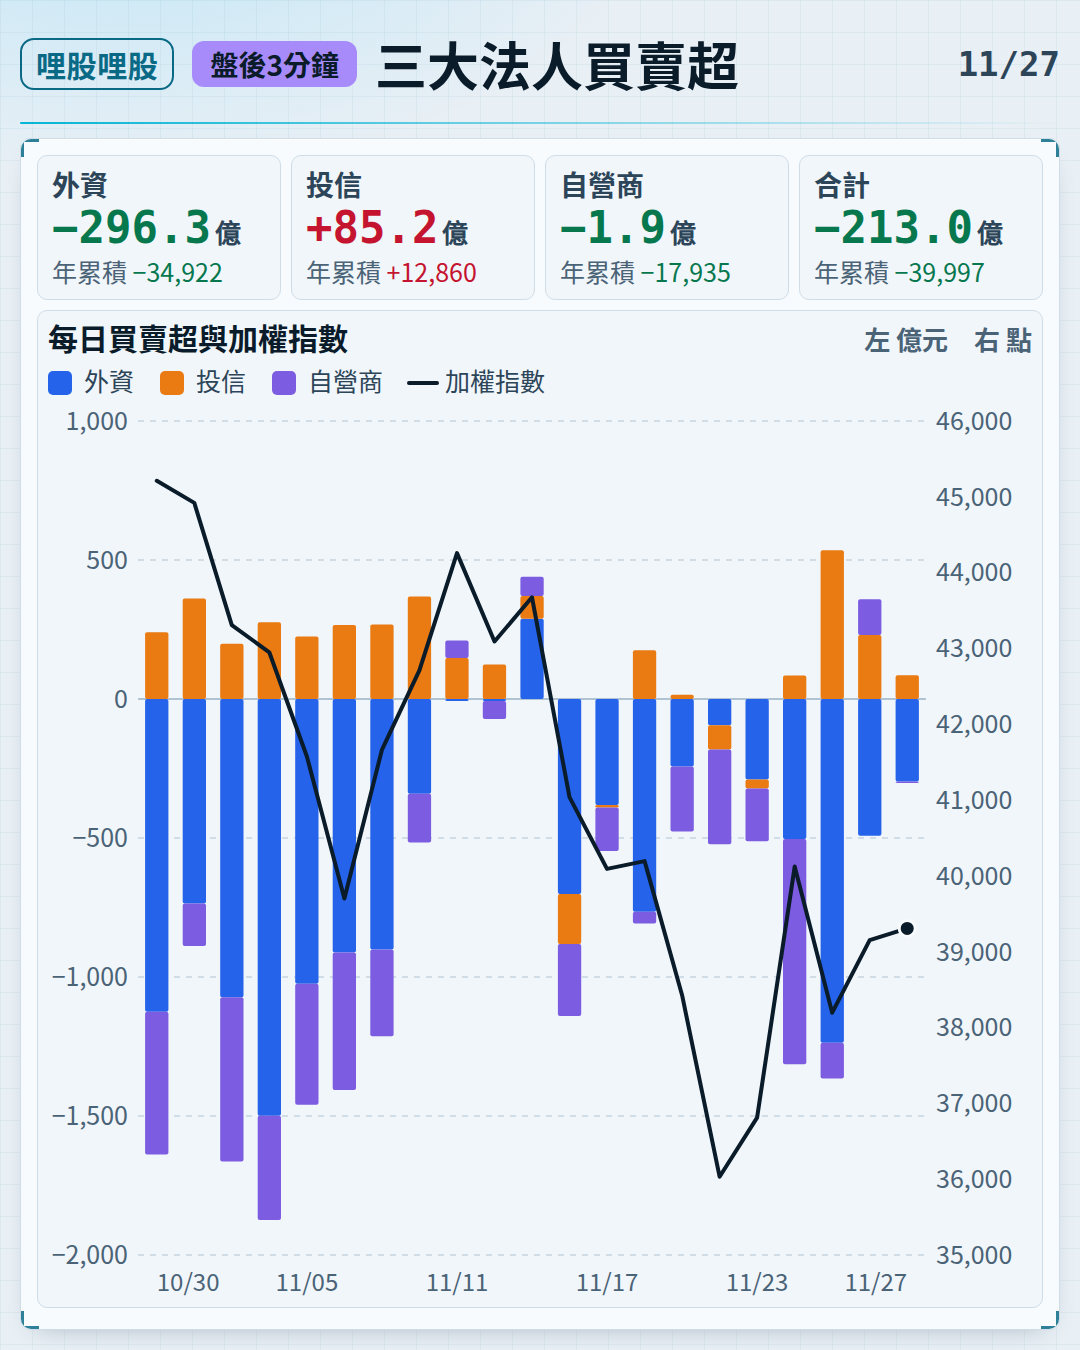 哩股哩股 盤後3分鐘 三大法人買賣超 11/27
外資 投信 自營商 合計
−296.3億 +85.2億 −1.9億 −213.0億
年累積 −34,922 年累積 +12,860 年累積 −17,935 年累積 −39,997
每日買賣超與加權指數 左 億元 右 點
外資 投信 自營商 加權指數
1,000 46,000
45,000
500 44,000
43,000
0 42,000
41,000
−500 40,000
−1,000 39,000
38,000
−1,500 37,000
36,000
−2,000 35,000
10/30 11/05 11/11 11/17 11/23 11/27